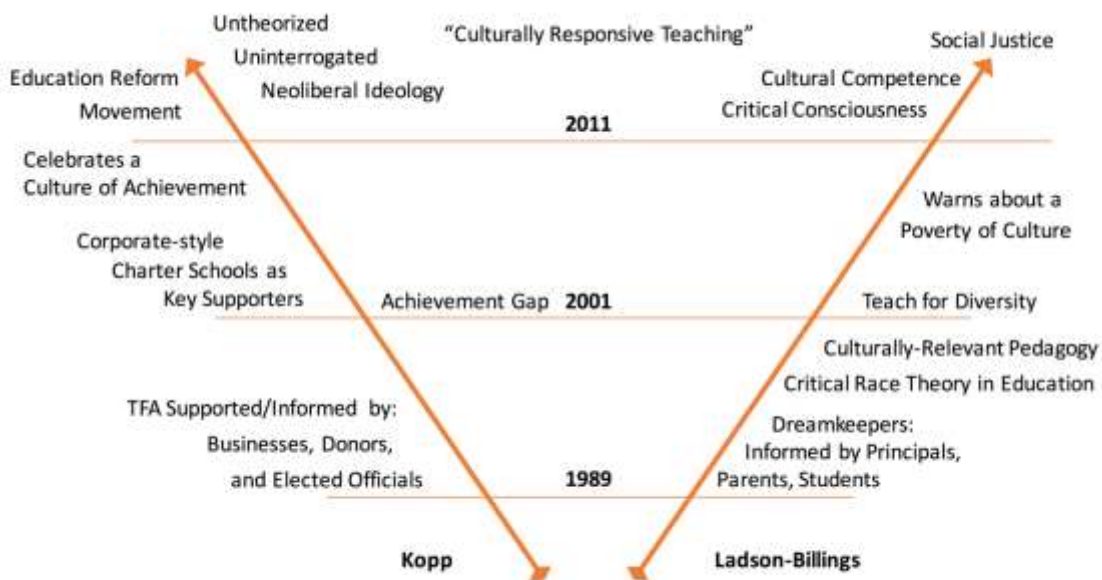 Untheorized
Uninterrogated
Neoliberal Ideology
"Culturally Responsive Teaching"
Social Justice
Education Reform
Movement
Cultural Competence
Critical Consciousness
2011
Celebrates a
Culture of Achievement
Warns about a
Poverty of Culture
Corporate-style
Charter Schools as
Key Supporters
Achievement Gap 2001
Teach for Diversity
Culturally-Relevant Pedagogy
Critical Race Theory in Education
TFA Supported/Informed by:
Businesses, Donors,
and Elected Officials
Dreamkeepers:
Informed by Principals,
Parents, Students
1989
Kopp
Ladson-Billings